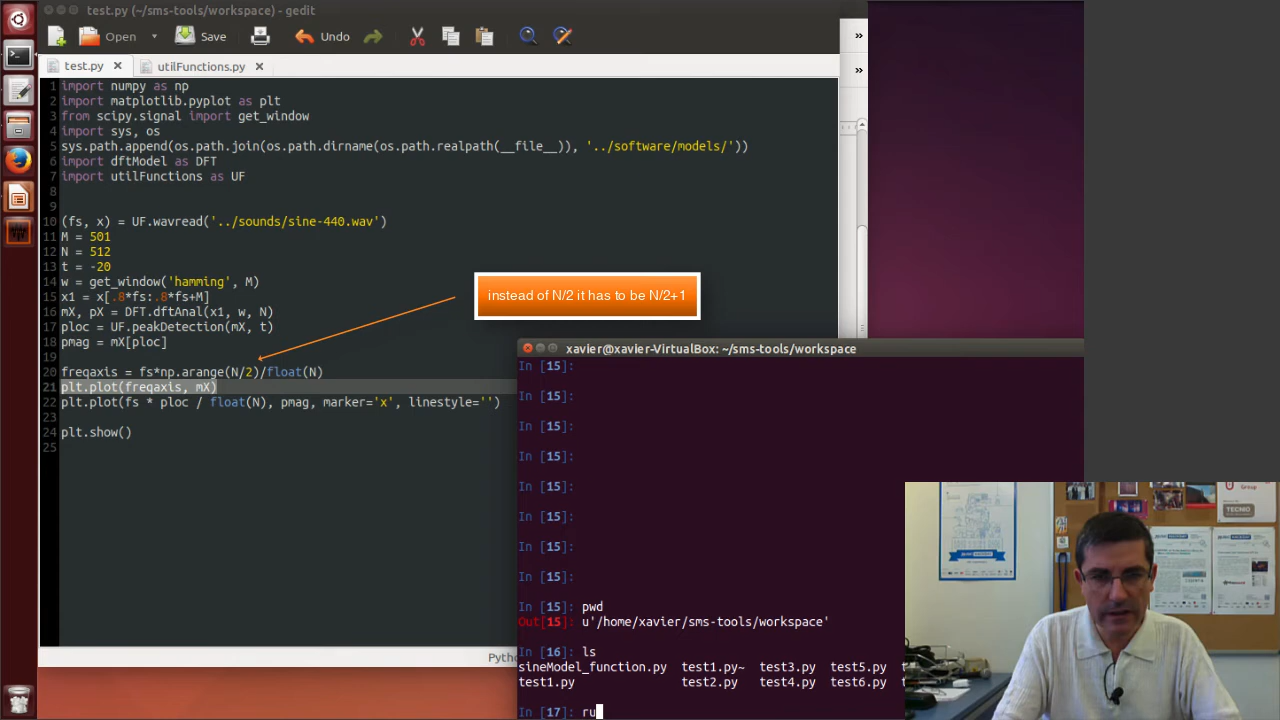 test.py (~/sms-tools/workspace) - gedit
Open
Save
Undo
»
test.py
utilFunctions.py
»
1 import numpy as np
2 import matplotlib.pyplot as plt
3 from scipy.signal import get_window
4 import sys, os
5 sys.path.append(os.path.join(os.path.dirname(os.path.realpath(__file__)), '../software/models/'))
6 import dftModel as DFT
7 import utilFunctions as UF
8
9
10 (fs, x) = UF.wavread('../sounds/sine-440.wav')
11 M = 501
12 N = 512
13 t = -20
14 w = get_window('hamming', M)
15 x1 = x[.8*fs:.8*fs+M]
16 mX, pX = DFT.dftAnal(x1, w, N)
17 ploc = UF.peakDetection(mX, t)
18 pmag = mX[ploc]
19
20 freqaxis = fs*np.arange(N/2)/float(N)
21 plt.plot(freqaxis, mX)
22 plt.plot(fs * ploc / float(N), pmag, marker='x', linestyle='')
23
24 plt.show()
25
instead of N/2 it has to be N/2+1
Pytho
xavier@xavier-VirtualBox: ~/sms-tools/workspace
In [15]:
In [15]:
In [15]:
In [15]:
In [15]:
In [15]:
In [15]:
In [15]:
In [15]: pwd
Out[15]: u'/home/xavier/sms-tools/workspace'
In [16]: ls
sineModel_function.py test1.py~ test3.py test5.py
test1.py test2.py test4.py test6.py
In [17]: ru
Group
TECNIO